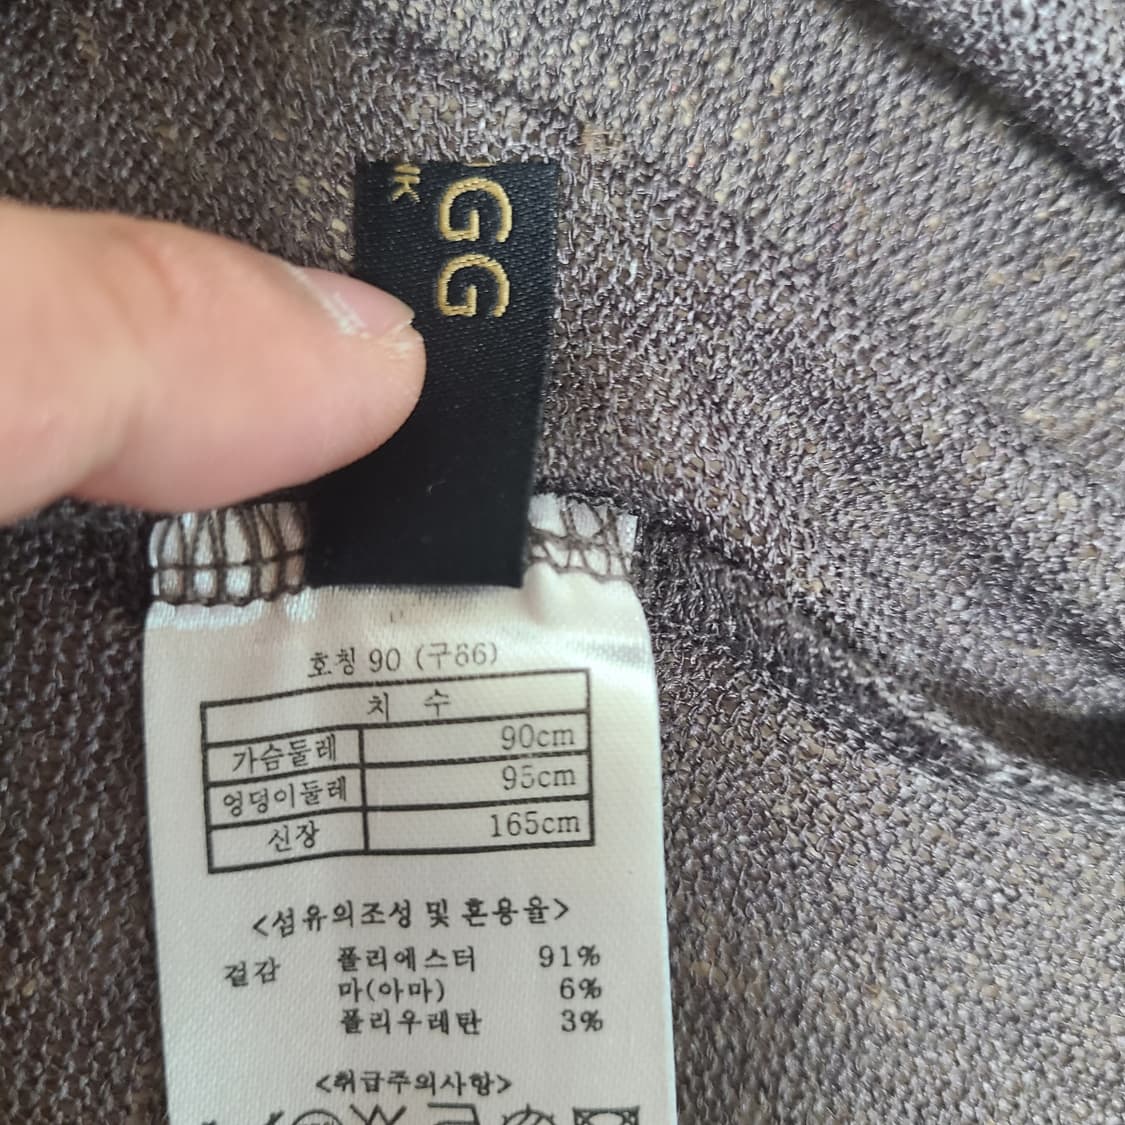 GG
호칭 90 (구66)
치 수
가슴둘레 90cm
엉덩이둘레 95cm
신장 165cm
<섬유의조성 및 혼용율>
겉감 폴리에스터 91%
마(아마) 6%
폴리우레탄 3%
<취급주의사항>